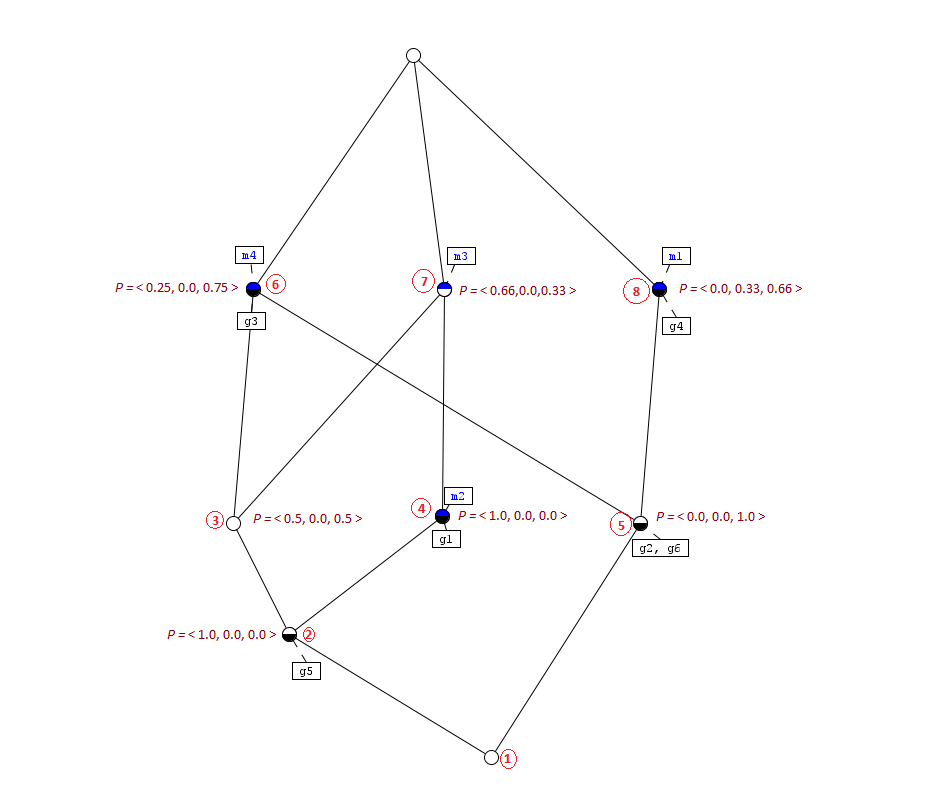 m4
m3
m1
P = < 0.25, 0.0, 0.75 >
6
7
P = < 0.66,0.0,0.33 >
8
P = < 0.0, 0.33, 0.66 >
g3
g4
m2
3
P = < 0.5, 0.0, 0.5 >
4
P = < 1.0, 0.0, 0.0 >
5
P = < 0.0, 0.0, 1.0 >
g1
g2, g6
P = < 1.0, 0.0, 0.0 >
2
g5
1